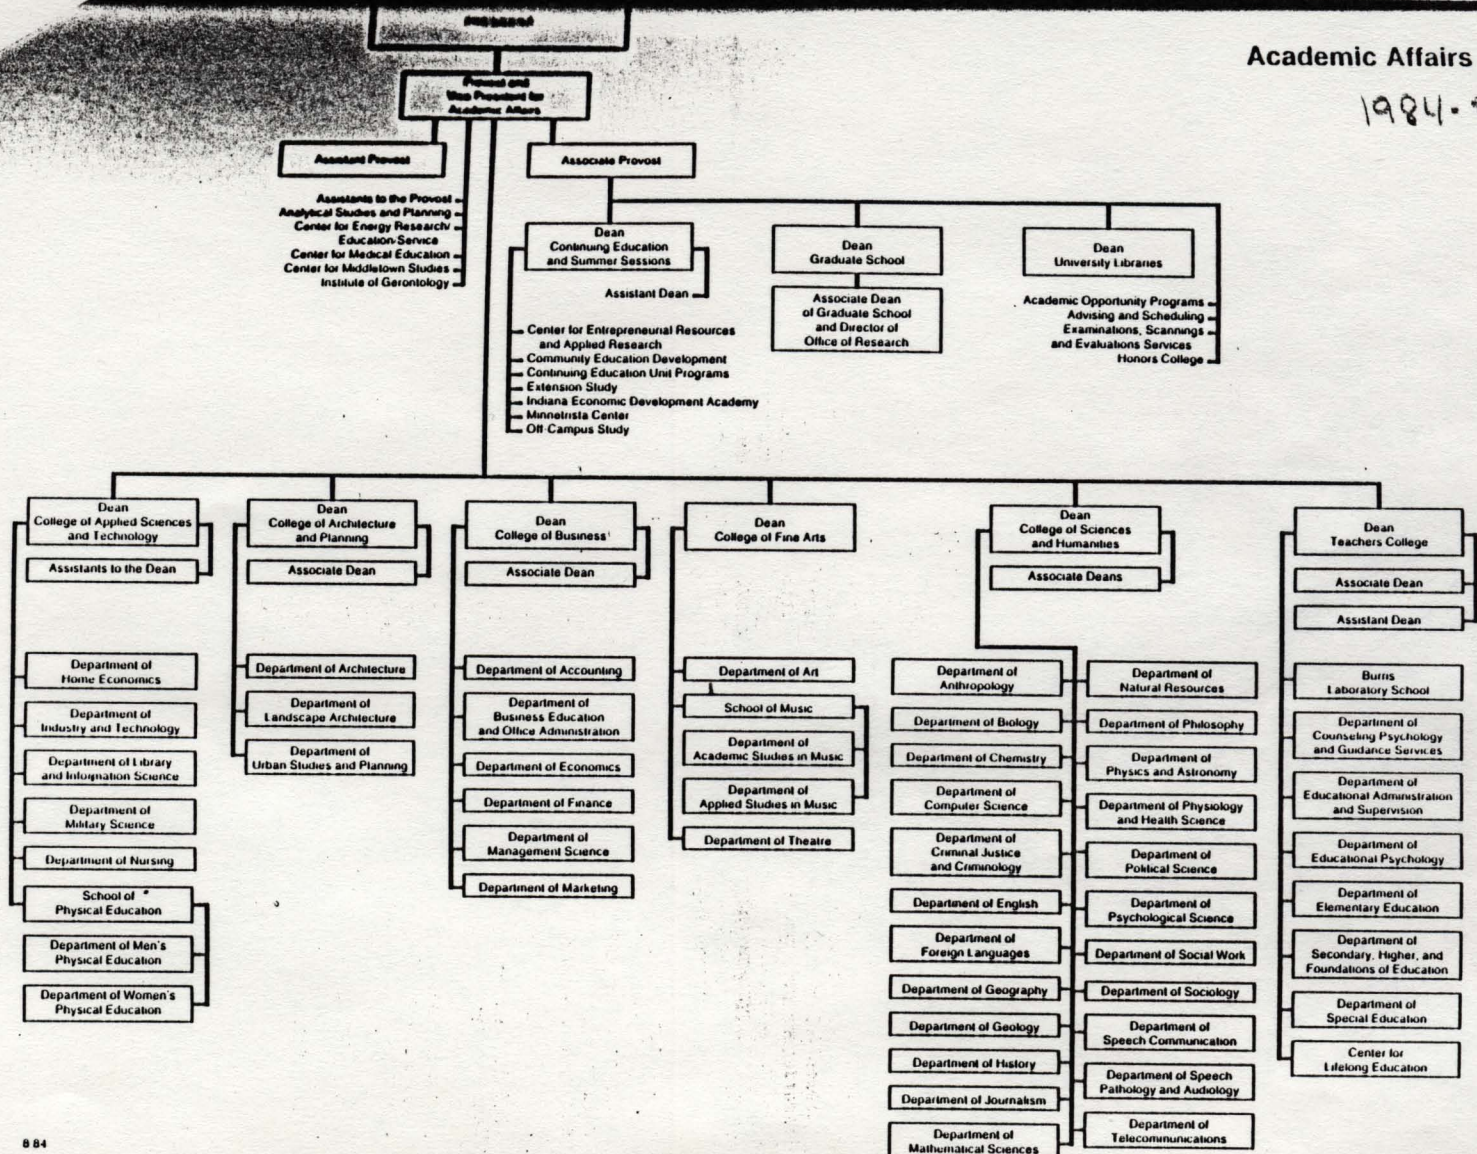 President
Academic Affairs
1984-
Provost and
Vice President for
Academic Affairs
Assistant Provost
Associate Provost
Assistants to the Provost
Analytical Studies and Planning
Center for Energy Research/
Education Service
Center for Medical Education
Center for Middletown Studies
Institute of Gerontology
Dean
Continuing Education
and Summer Sessions
Assistant Dean
Center for Entrepreneurial Resources
and Applied Research
Community Education Development
Continuing Education Unit Programs
Extension Study
Indiana Economic Development Academy
Minnetrista Center
Off-Campus Study
Dean
Graduate School
Associate Dean
of Graduate School
and Director of
Office of Research
Dean
University Libraries
Academic Opportunity Programs
Advising and Scheduling
Examinations, Scannings
and Evaluations Services
Honors College
Dean
College of Applied Sciences
and Technology
Assistants to the Dean
Department of
Home Economics
Department of
Industry and Technology
Department of Library
and Information Science
Department of
Military Science
Department of Nursing
School of
Physical Education
Department of Men's
Physical Education
Department of Women's
Physical Education
Dean
College of Architecture
and Planning
Associate Dean
Department of Architecture
Department of
Landscape Architecture
Department of
Urban Studies and Planning
Dean
College of Business
Associate Dean
Department of Accounting
Department of
Business Education
and Office Administration
Department of Economics
Department of Finance
Department of
Management Science
Department of Marketing
Dean
College of Fine Arts
Department of Art
School of Music
Department of
Academic Studies in Music
Department of
Applied Studies in Music
Department of Theatre
Dean
College of Sciences
and Humanities
Associate Deans
Department of
Anthropology
Department of Biology
Department of Chemistry
Department of
Computer Science
Department of
Criminal Justice
and Criminology
Department of English
Department of
Foreign Languages
Department of Geography
Department of Geology
Department of History
Department of Journalism
Department of
Mathematical Sciences
Department of
Natural Resources
Department of Philosophy
Department of
Physics and Astronomy
Department of Physiology
and Health Science
Department of
Political Science
Department of
Psychological Science
Department of Social Work
Department of Sociology
Department of
Speech Communication
Department of Speech
Pathology and Audiology
Department of
Telecommunications
Dean
Teachers College
Associate Dean
Assistant Dean
Burris
Laboratory School
Department of
Counseling Psychology
and Guidance Services
Department of
Educational Administration
and Supervision
Department of
Educational Psychology
Department of
Elementary Education
Department of
Secondary, Higher, and
Foundations of Education
Department of
Special Education
Center for
Lifelong Education
8 84